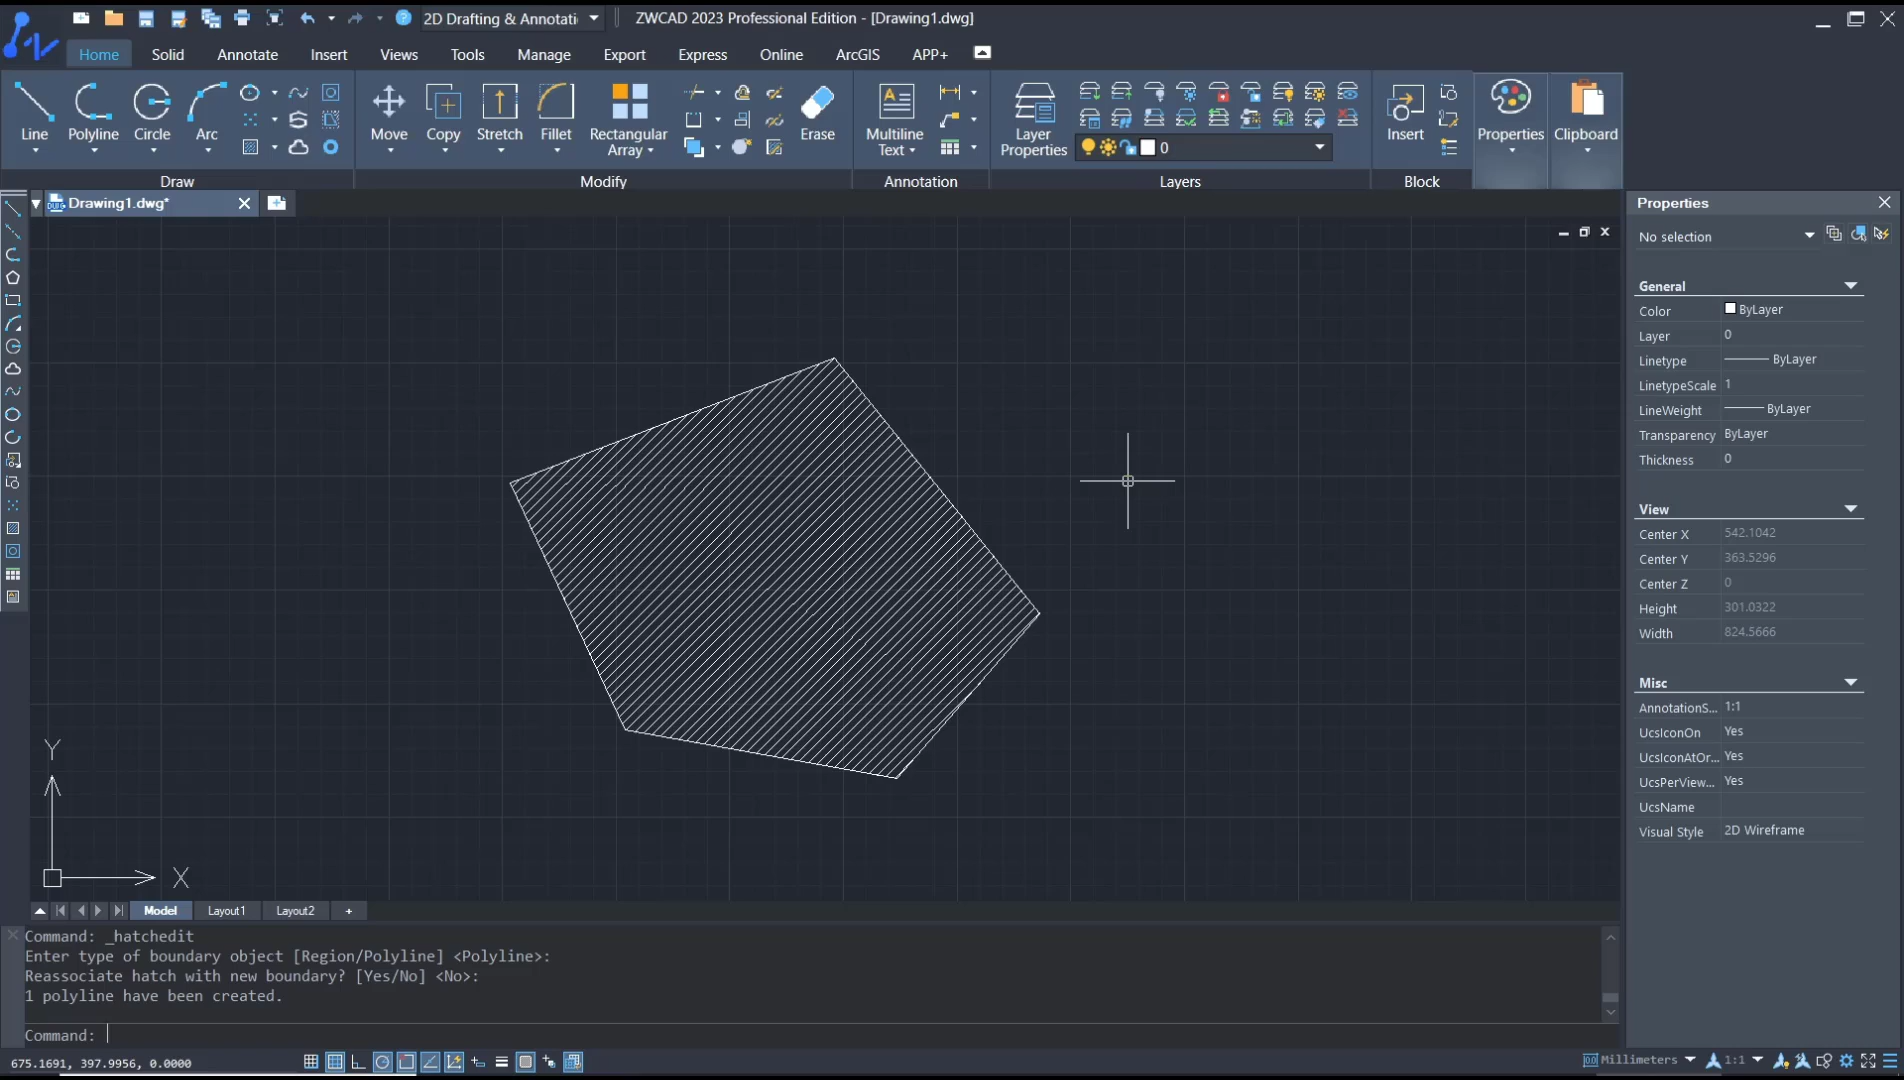 2D Drafting & Annotati
ZWCAD 2023 Professional Edition - [Drawing1.dwg]
Home Solid Annotate Insert Views Tools Manage Export Express Online ArcGIS APP+
Line Polyline Circle Arc
Move Copy Stretch Fillet Rectangular Array Erase
Multiline Text
Layer Properties
0
Insert Properties Clipboard
Draw Modify Annotation Layers Block
Drawing1.dwg*
Properties
No selection
General
Color ByLayer
Layer 0
Linetype ByLayer
LinetypeScale 1
LineWeight ByLayer
Transparency ByLayer
Thickness 0
View
Center X 542.1042
Center Y 363.5296
Center Z 0
Height 301.0322
Width 824.5666
Misc
AnnotationS... 1:1
UcsIconOn Yes
UcsIconAtOr... Yes
UcsPerView... Yes
UcsName
Visual Style 2D Wireframe
Y
X
Model Layout1 Layout2 +
Command: _hatchedit
Enter type of boundary object [Region/Polyline] <Polyline>:
Reassociate hatch with new boundary? [Yes/No] <No>:
1 polyline have been created.
Command:
675.1691, 397.9956, 0.0000
Millimeters 1:1